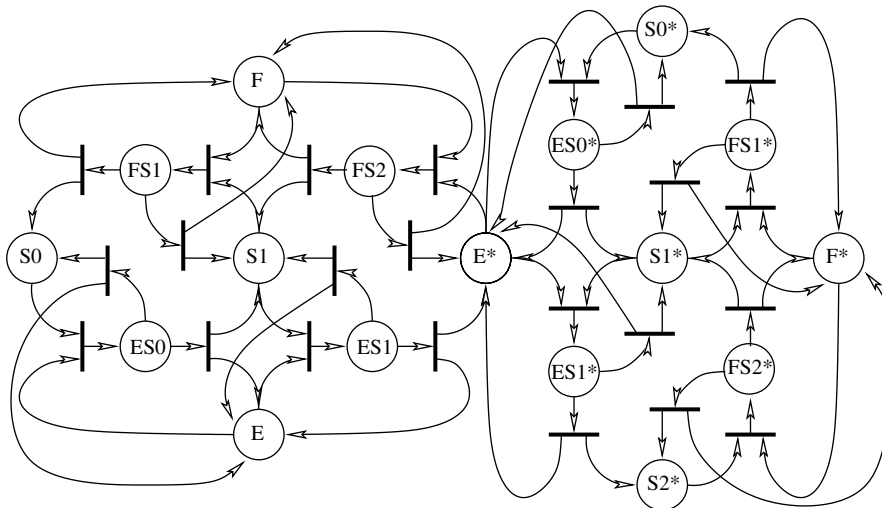 S0*
F
ES0*
FS1*
FS1
FS2
S0
S1
E*
S1*
F*
ES0
ES1
ES1*
FS2*
E
S2*